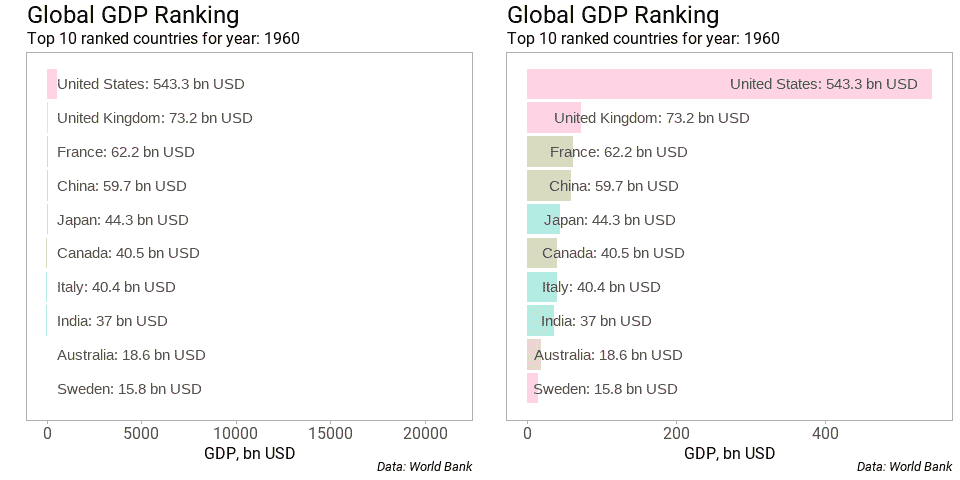 Global GDP Ranking
Top 10 ranked countries for year: 1960
United States: 543.3 bn USD
United Kingdom: 73.2 bn USD
France: 62.2 bn USD
China: 59.7 bn USD
Japan: 44.3 bn USD
Canada: 40.5 bn USD
Italy: 40.4 bn USD
India: 37 bn USD
Australia: 18.6 bn USD
Sweden: 15.8 bn USD
0 5000 10000 15000 20000
GDP, bn USD
Data: World Bank
Global GDP Ranking
Top 10 ranked countries for year: 1960
United States: 543.3 bn USD
United Kingdom: 73.2 bn USD
France: 62.2 bn USD
China: 59.7 bn USD
Japan: 44.3 bn USD
Canada: 40.5 bn USD
Italy: 40.4 bn USD
India: 37 bn USD
Australia: 18.6 bn USD
Sweden: 15.8 bn USD
0 200 400
GDP, bn USD
Data: World Bank